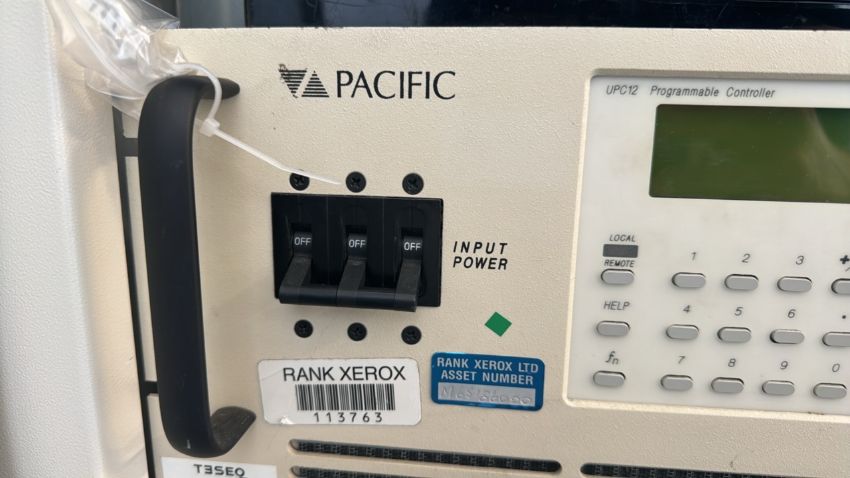 PACIFIC
UPC12 Programmable Controller
OFF OFF OFF
INPUT
POWER
LOCAL
REMOTE
1 2 3 +
HELP
4 5 6 .
fn
7 8 9 0
RANK XEROX
113763
RANK XEROX LTD
ASSET NUMBER
T3SEQ